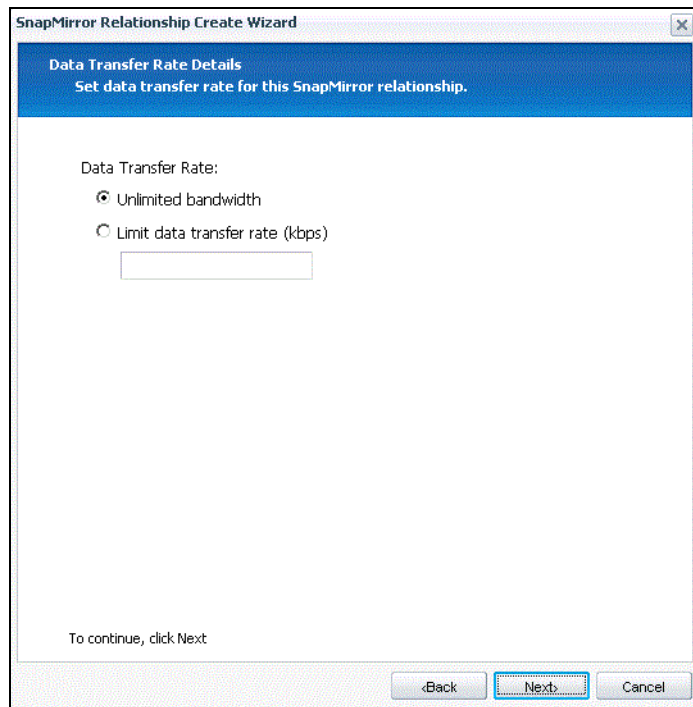 SnapMirror Relationship Create Wizard
Data Transfer Rate Details
Set data transfer rate for this SnapMirror relationship.
Data Transfer Rate:
Unlimited bandwidth
Limit data transfer rate (kbps)
To continue, click Next
‹Back Next› Cancel